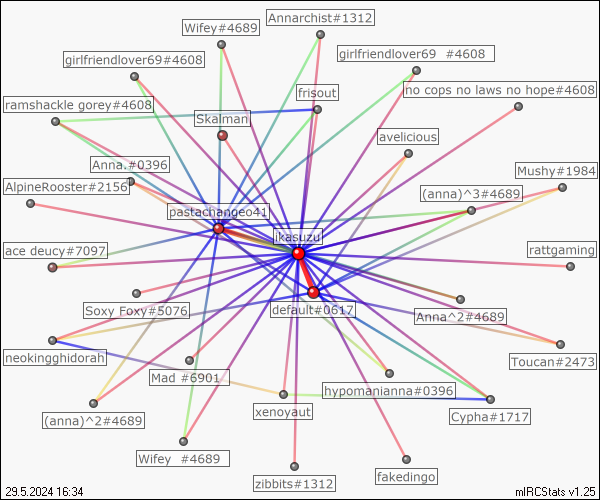 Annarchist#1312
Wifey#4689
girlfriendlover69 #4608
girlfriendlover69#4608
no cops no laws no hope#4608
frisout
ramshackle gorey#4608
Skalman
avelicious
Anna.#0396
Mushy#1984
AlpineRooster#2156
(anna)^3#4689
pastachangeo41
ikasuzu
ace deucy#7097
rattgaming
Soxy Foxy#5076
default#0617
Anna^2#4689
neokingghidorah
Toucan#2473
Mad #6901
hypomanianna#0396
xenoyaut
(anna)^2#4689
Cypha#1717
Wifey #4689
zibbits#1312
fakedingo
29.5.2024 16:34
mIRCStats v1.25